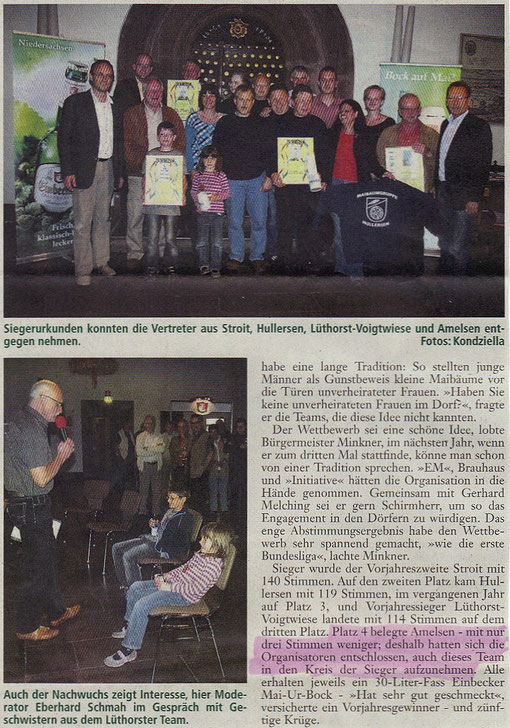 Niedersachsen
Bock auf Mai?
Frisch
klassisch-
lecker
MAIBAUMGRUPPE
HULLERSEN
Siegerurkunden konnten die Vertreter aus Stroit, Hullersen, Lüthorst-Voigtwiese und Amelsen ent-
gegen nehmen. Fotos: Kondziella
Auch der Nachwuchs zeigt Interesse, hier Mode-
rator Eberhard Schmah im Gespräch mit Ge-
schwistern aus dem Lüthorster Team.
habe eine lange Tradition: So stellten junge
Männer als Gunstbeweis kleine Maibäume vor
die Türen unverheirateter Frauen. »Haben Sie
keine unverheirateten Frauen im Dorf?«, fragte
er die Teams, die diese Idee nicht kannten.
Der Wettbewerb sei eine schöne Idee, lobte
Bürgermeister Minkner, im nächsten Jahr, wenn
er zum dritten Mal stattfinde, könne man schon
von einer Tradition sprechen. »EM«, Brauhaus
und »Initiative« hätten die Organisation in die
Hände genommen. Gemeinsam mit Gerhard
Melching sei er gern Schirmherr, um so das
Engagement in den Dörfern zu würdigen. Das
enge Abstimmungsergebnis habe den Wettbe-
werb sehr spannend gemacht, »wie die erste
Bundesliga«, lachte Minkner.
Sieger wurde der Vorjahreszweite Stroit mit
140 Stimmen. Auf den zweiten Platz kam Hul-
lersen mit 119 Stimmen, im vergangenen Jahr
auf Platz 3, und Vorjahressieger Lüthorst-
Voigtwiese landete mit 114 Stimmen auf dem
dritten Platz. Platz 4 belegte Amelsen - mit nur
drei Stimmen weniger; deshalb hatten sich die
Organisatoren entschlossen, auch dieses Team
in den Kreis der Sieger aufzunehmen. Alle
erhalten jeweils ein 30-Liter-Fass Einbecker
Mai-Ur-Bock - »Hat sehr gut geschmeckt«,
versicherte ein Vorjahresgewinner - und zünf-
tige Krüge.